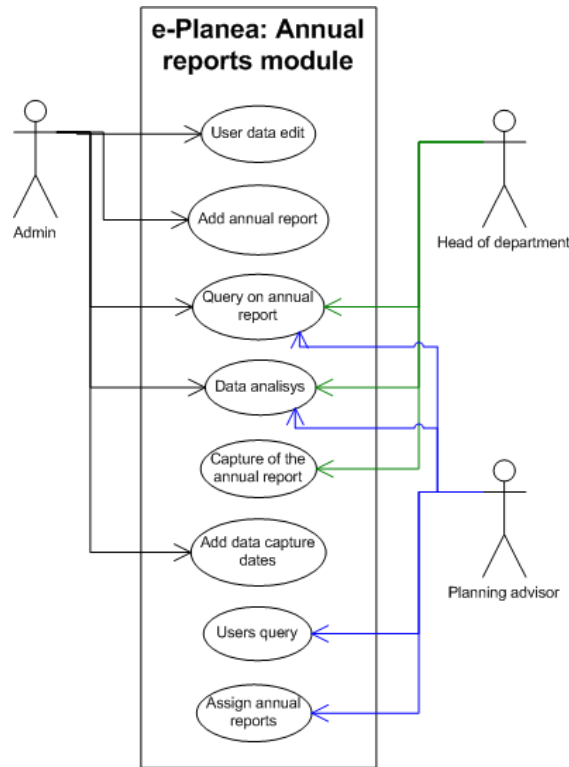 e-Planea: Annual
reports module
User data edit
Admin
Add annual report
Head of department
Query on annual
report
Data analisys
Capture of the
annual report
Add data capture
dates
Planning advisor
Users query
Assign annual
reports